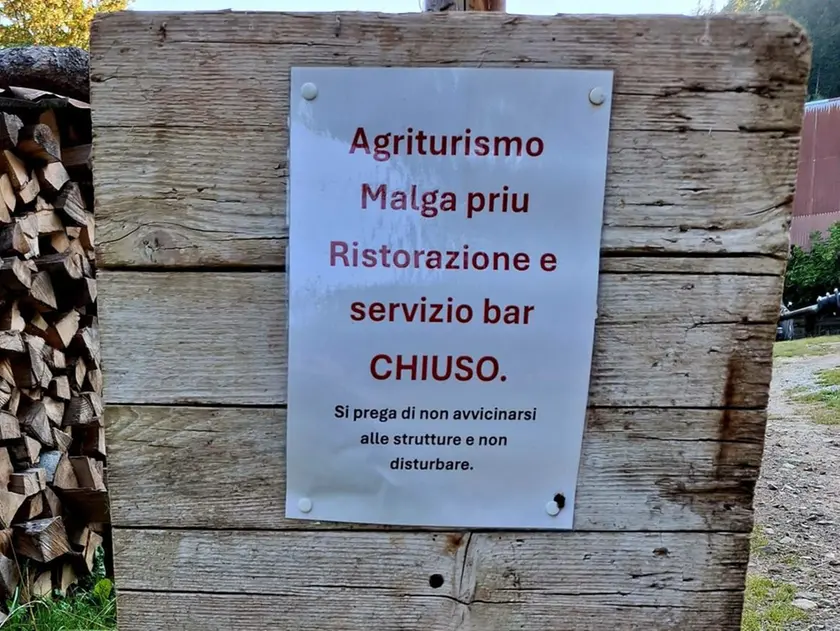 Agriturismo
Malga priu
Ristorazione e
servizio bar
CHIUSO.
Si prega di non avvicinarsi
alle strutture e non
disturbare.